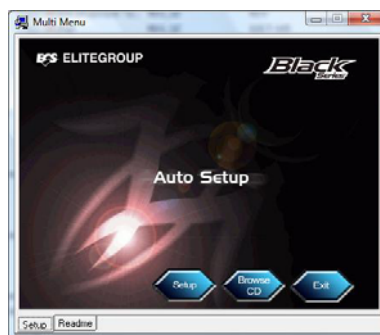 Multi Menu
ECS ELITEGROUP
Black
Series
Auto Setup
Setup
Browse
CD
Exit
Setup
Readme